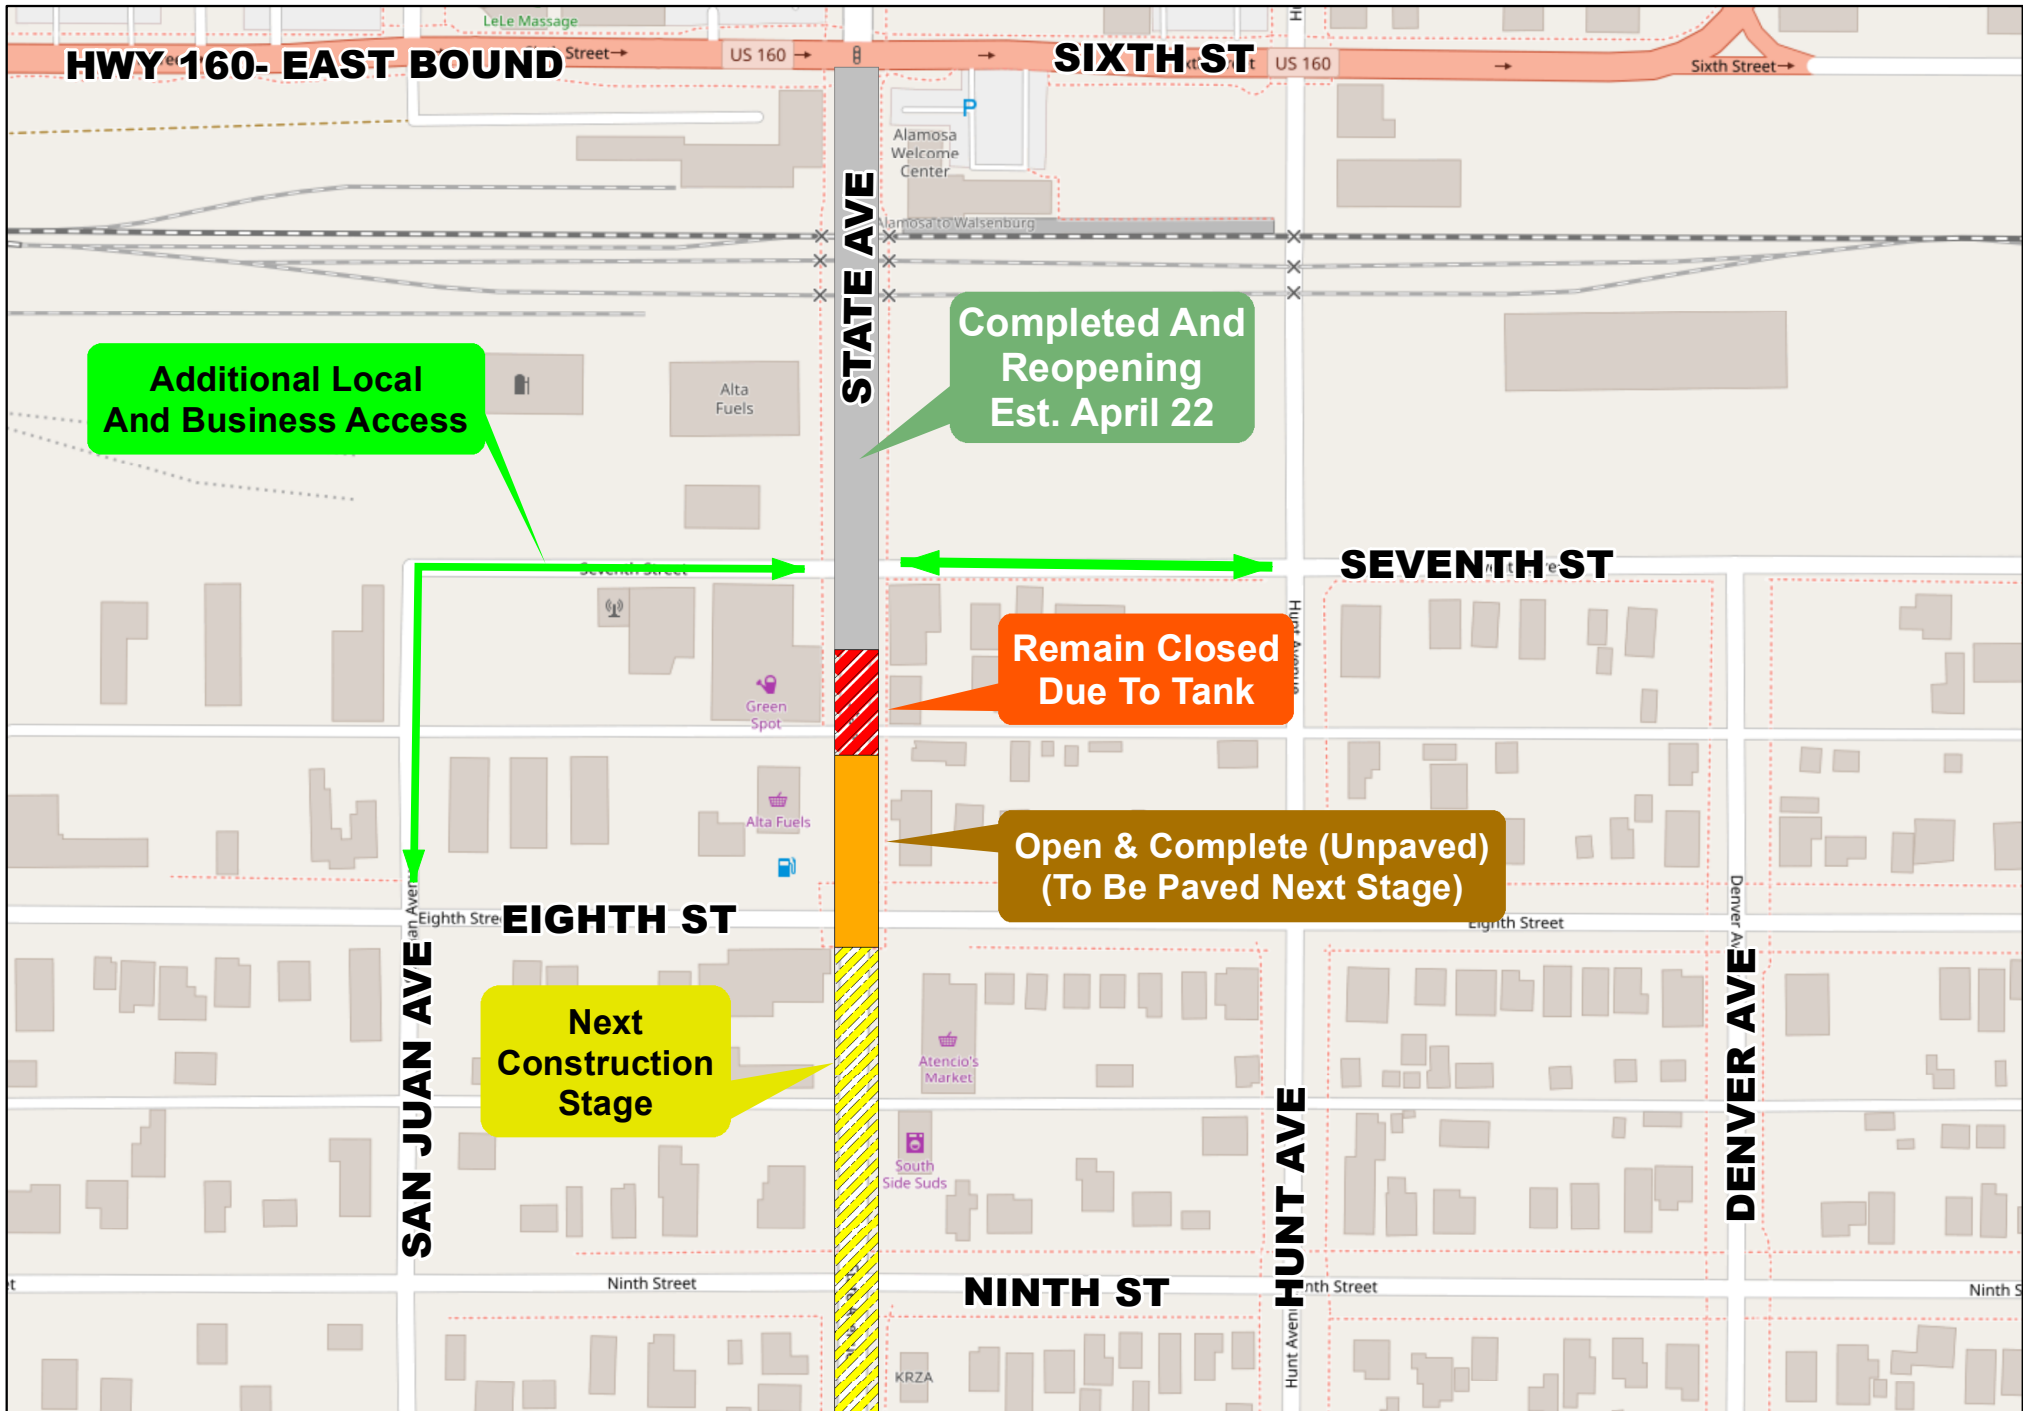 LeLe Massage
HWY 160- EAST BOUND
Street
US 160
SIXTH ST
US 160
Sixth Street
P
Alamosa
Welcome
Center
Alamosa to Walsenburg
STATE AVE
Completed And
Reopening
Est. April 22
Additional Local
And Business Access
Alta
Fuels
Seventh Street
SEVENTH ST
Hunt Avenue
Remain Closed
Due To Tank
Green
Spot
Alta Fuels
Open & Complete (Unpaved)
(To Be Paved Next Stage)
Eighth
EIGHTH ST
Eighth Street
Denver
SAN JUAN AVE
Next
Construction
Stage
Atencio's
Market
DENVER AVE
HUNT AVE
South
Side Suds
Ninth Street
NINTH ST
Ninth
Hunt
KRZA